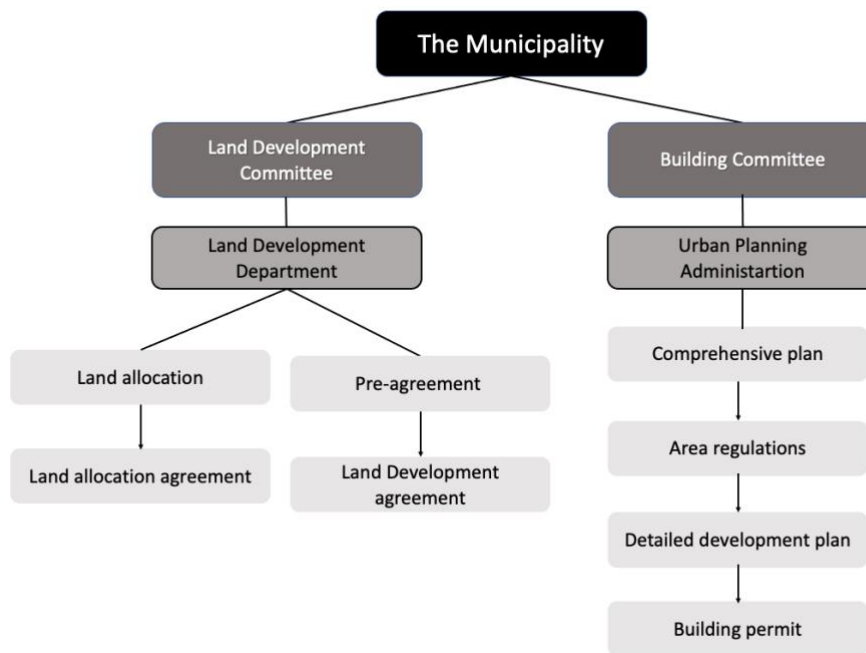 The Municipality
Land Development
Committee
Building Committee
Land Development
Department
Urban Planning
Administartion
Land allocation
Pre-agreement
Comprehensive plan
Land allocation agreement
Land Development
agreement
Area regulations
Detailed development plan
Building permit